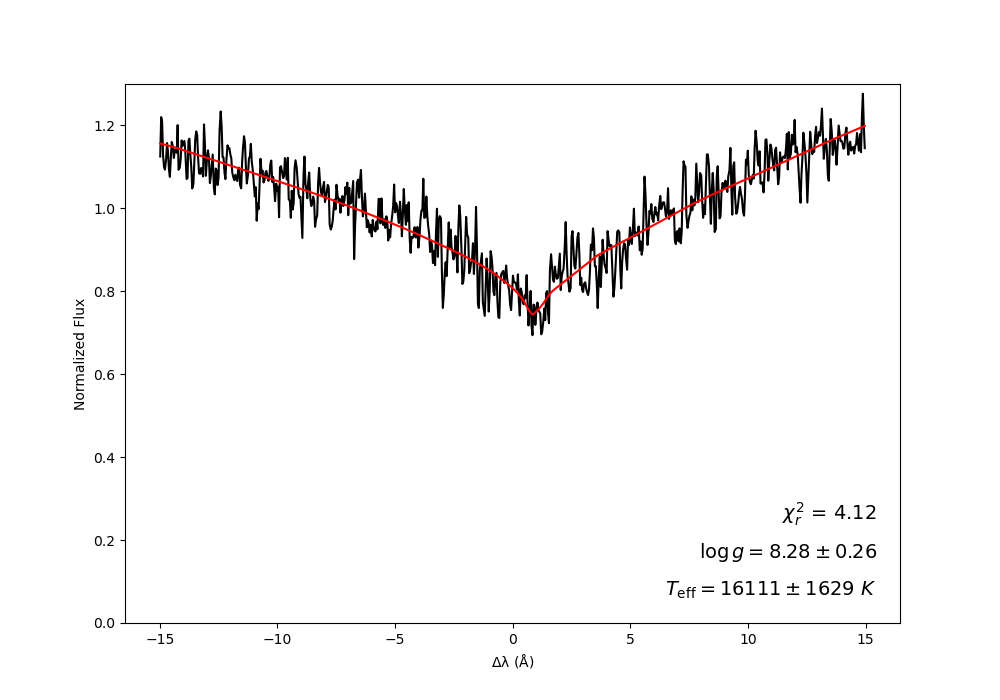 1.2
1.0
0.8
0.6
0.4
0.2
0.0
Normalized Flux
χ²ᵣ = 4.12
log g = 8.28 ± 0.26
T_eff = 16111 ± 1629 K
−15 −10 −5 0 5 10 15
Δλ (Å)